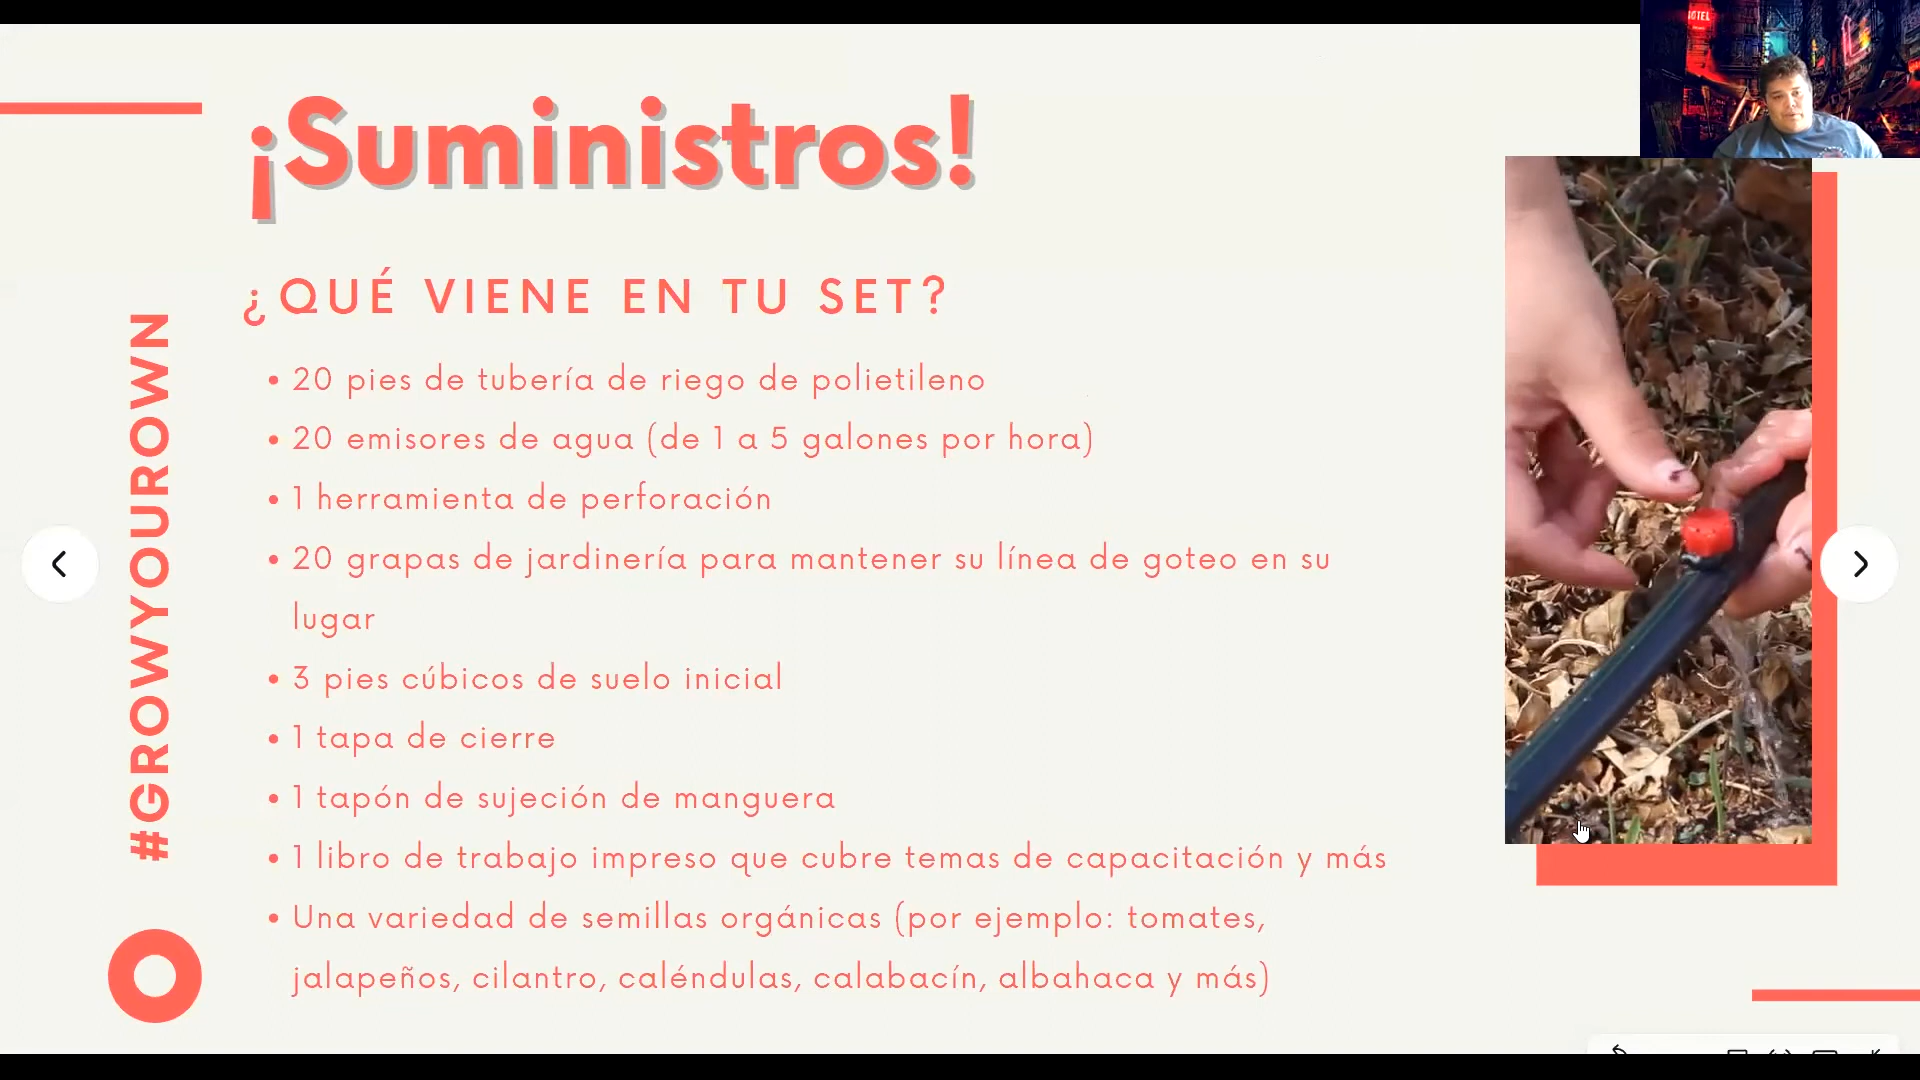 HOTEL
¡Suministros!
¿QUÉ VIENE EN TU SET?
#GROWYOUROWN
• 20 pies de tubería de riego de polietileno
• 20 emisores de agua (de 1 a 5 galones por hora)
• 1 herramienta de perforación
• 20 grapas de jardinería para mantener su línea de goteo en su
lugar
• 3 pies cúbicos de suelo inicial
• 1 tapa de cierre
• 1 tapón de sujeción de manguera
• 1 libro de trabajo impreso que cubre temas de capacitación y más
• Una variedad de semillas orgánicas (por ejemplo: tomates,
jalapeños, cilantro, caléndulas, calabacín, albahaca y más)